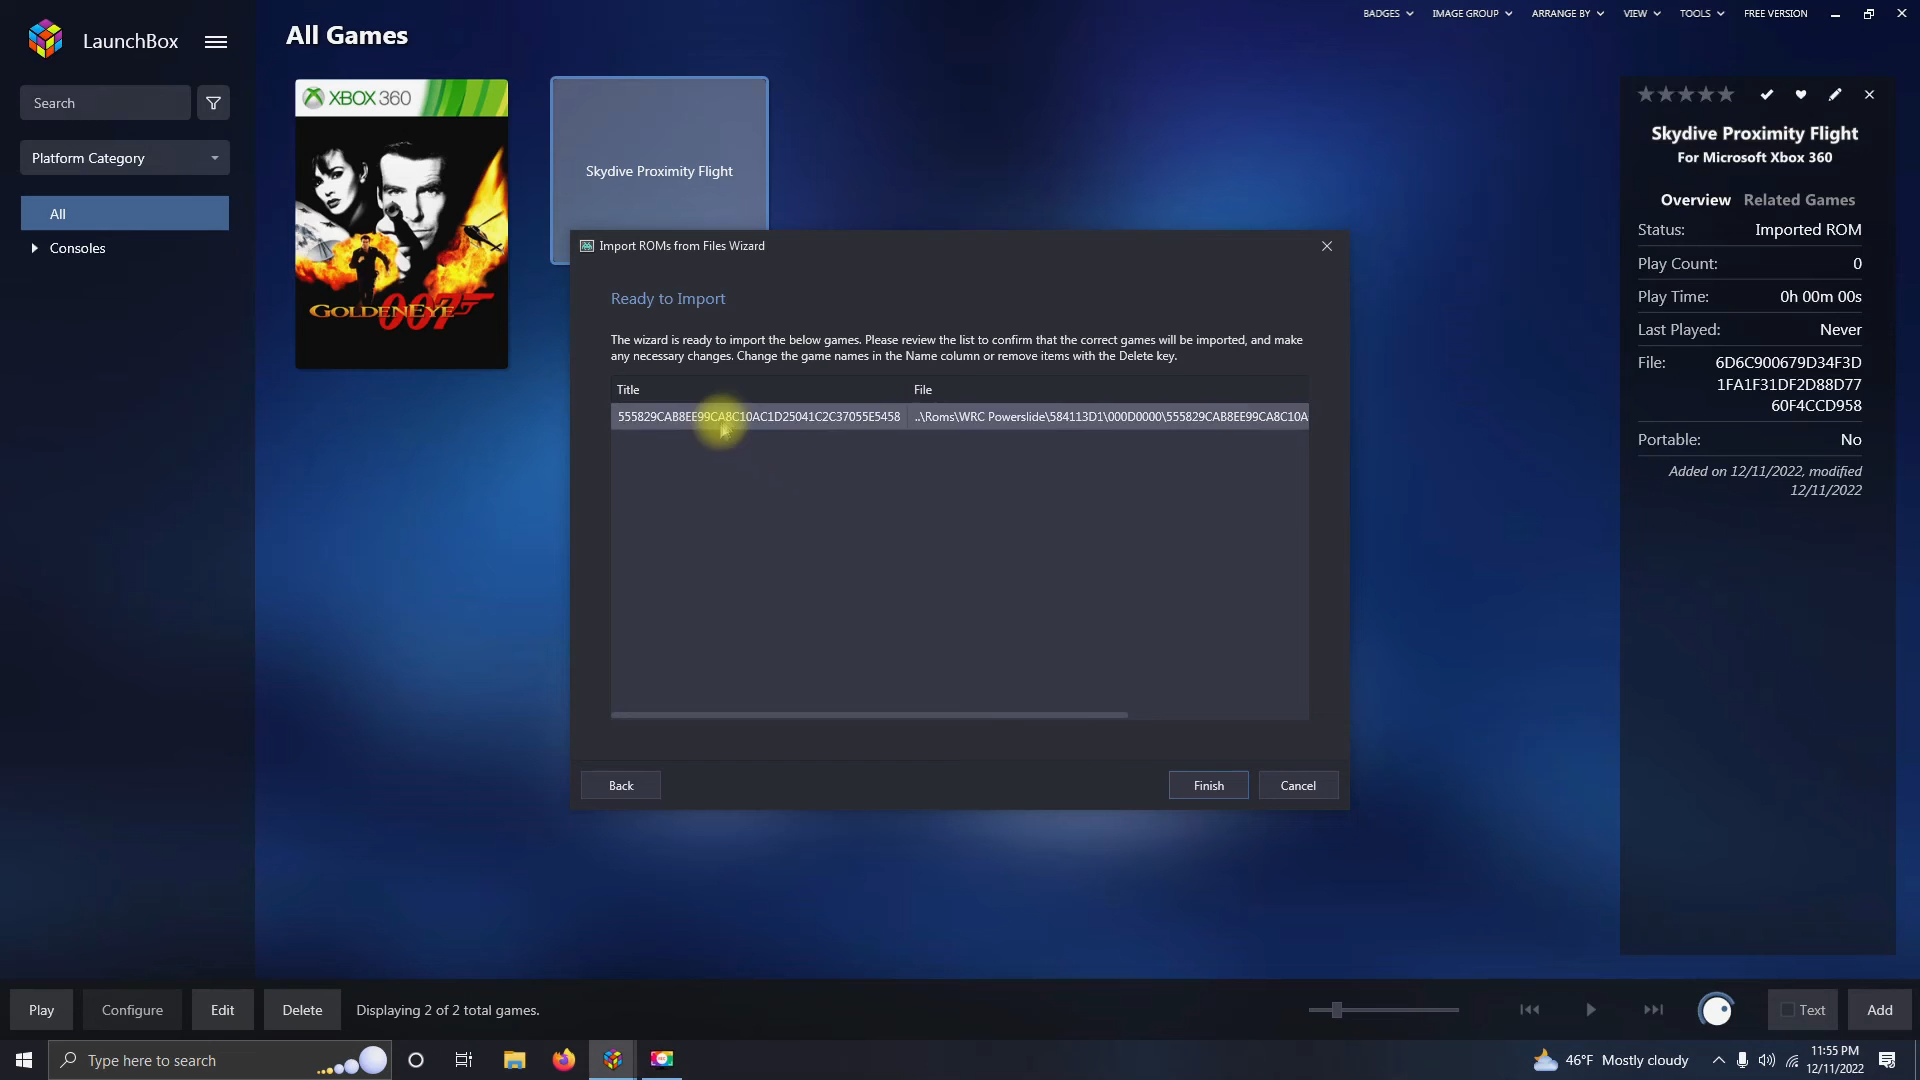 BADGES
IMAGE GROUP
ARRANGE BY
VIEW
TOOLS
FREE VERSION
LaunchBox
All Games
Search
Platform Category
All
Consoles
XBOX 360
GOLDENEYE 007
Skydive Proximity Flight
Import ROMs from Files Wizard
Ready to Import
The wizard is ready to import the below games. Please review the list to confirm that the correct games will be imported, and make
any necessary changes. Change the game names in the Name column or remove items with the Delete key.
Title File
555829CAB8EE99CA8C10AC1D25041C2C37055E5458 ..\Roms\WRC Powerslide\584113D1\000D0000\555829CAB8EE99CA8C10A
Back
Finish
Cancel
Skydive Proximity Flight
For Microsoft Xbox 360
Overview Related Games
Status: Imported ROM
Play Count: 0
Play Time: 0h 00m 00s
Last Played: Never
File: 6D6C900679D34F3D
1FA1F31DF2D88D77
60F4CCD958
Portable: No
Added on 12/11/2022, modified
12/11/2022
Play
Configure
Edit
Delete
Displaying 2 of 2 total games.
Text
Add
Type here to search
46°F Mostly cloudy
11:55 PM
12/11/2022